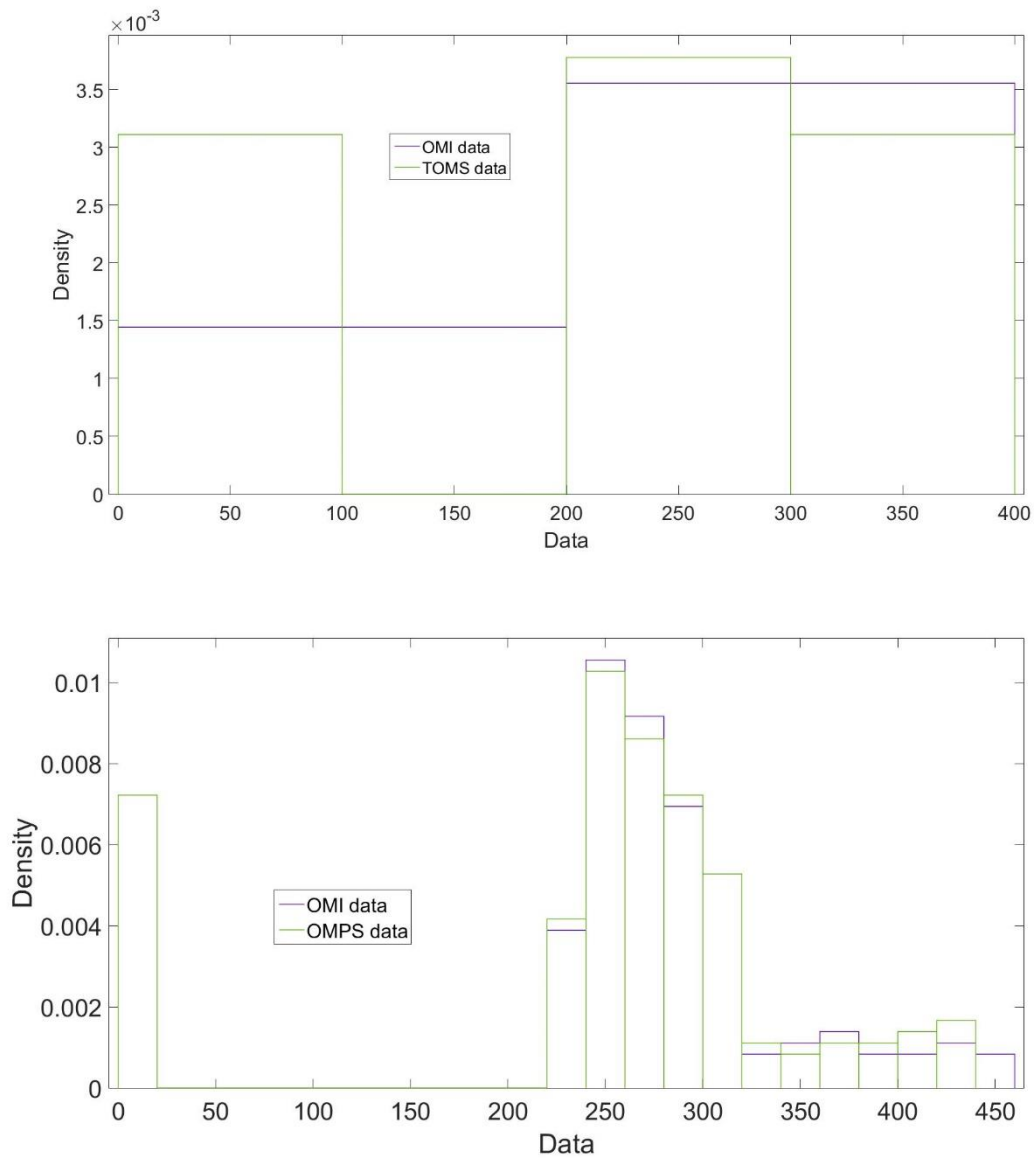 ×10⁻³
3.5
3
2.5
2
1.5
1
0.5
0
Density
OMI data
TOMS data
0 50 100 150 200 250 300 350 400
Data
0.01
0.008
0.006
0.004
0.002
0
Density
OMI data
OMPS data
0 50 100 150 200 250 300 350 400 450
Data